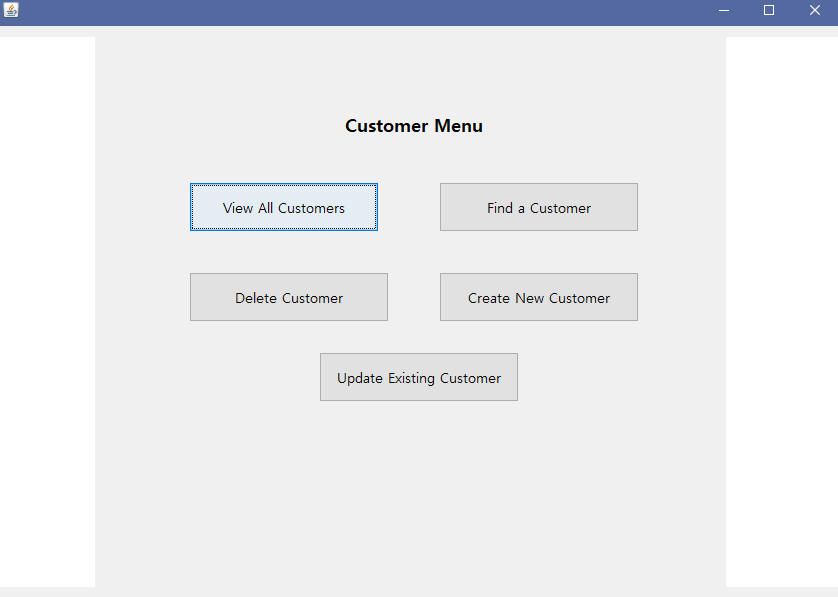 Customer Menu
View All Customers
Find a Customer
Delete Customer
Create New Customer
Update Existing Customer